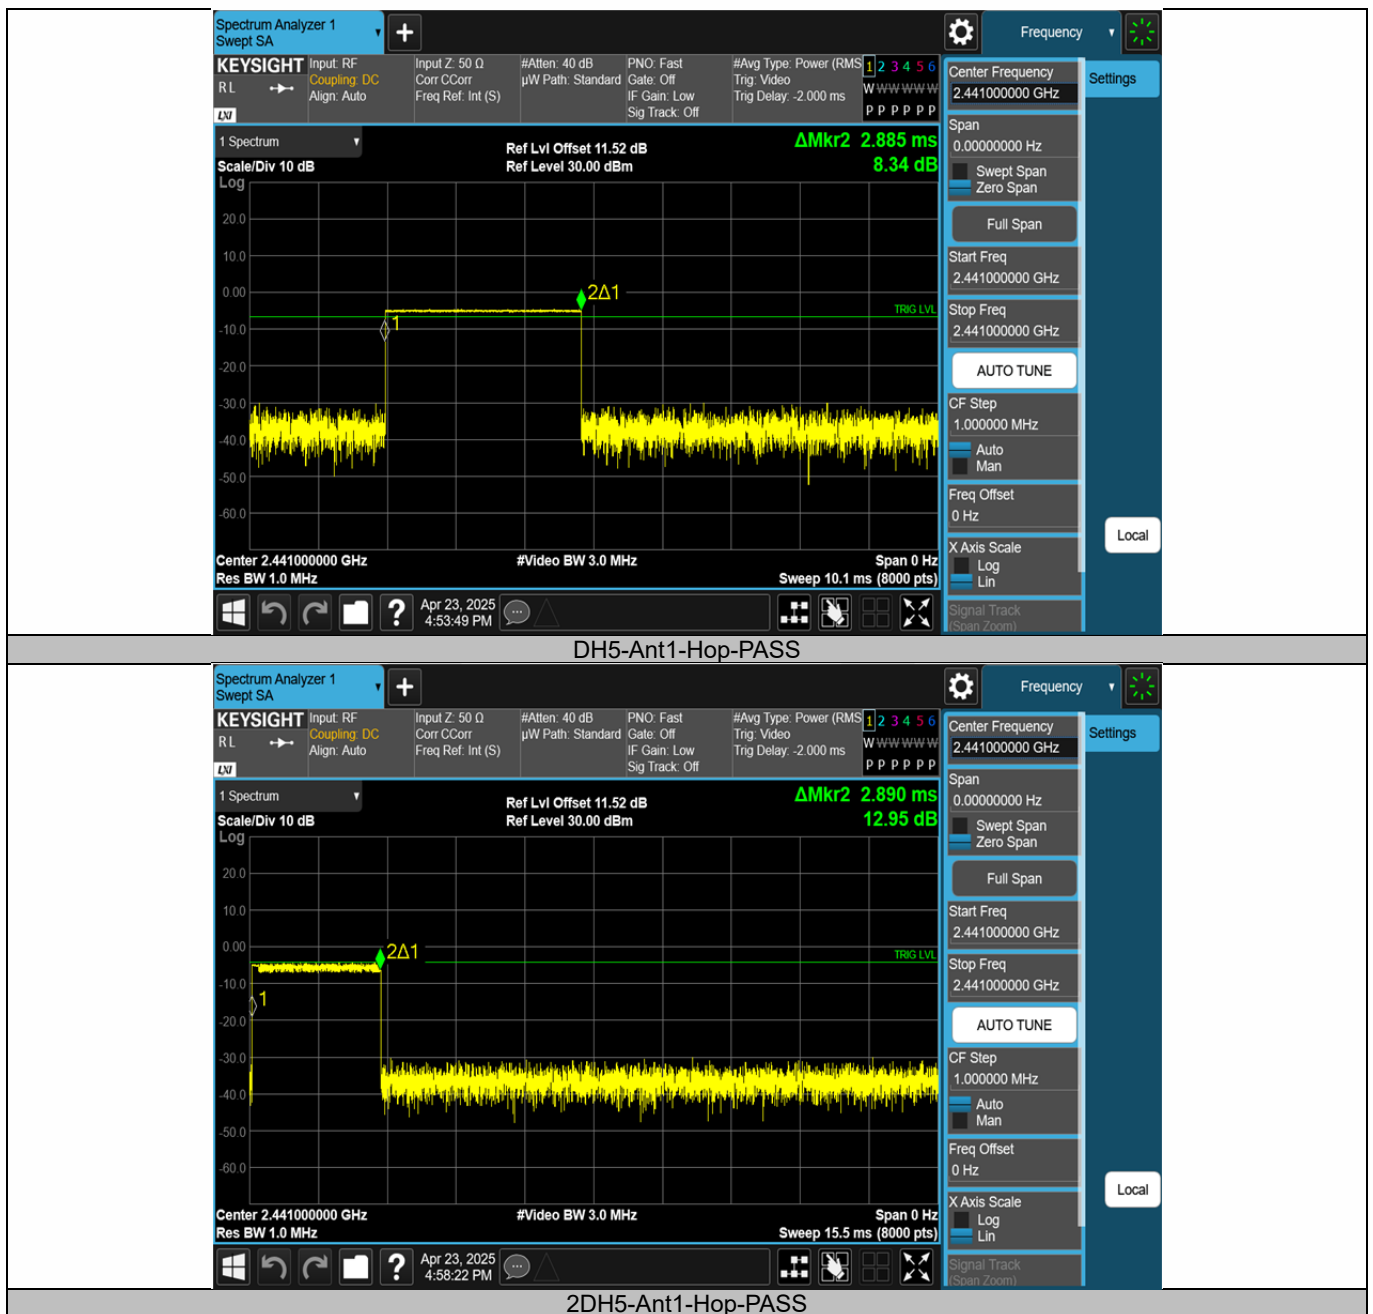 Spectrum Analyzer 1
Swept SA
+
Frequency
KEYSIGHT
RL
LXI
Input: RF
Coupling: DC
Align: Auto
Input Z: 50 Ω
Corr CCorr
Freq Ref: Int (S)
#Atten: 40 dB
µW Path: Standard
PNO: Fast
Gate: Off
IF Gain: Low
Sig Track: Off
#Avg Type: Power (RMS
Trig: Video
Trig Delay: -2.000 ms
1 2 3 4 5 6
W W W W W W
P P P P P P
Center Frequency
2.441000000 GHz
Settings
1 Spectrum
Scale/Div 10 dB
Log
Ref Lvl Offset 11.52 dB
Ref Level 30.00 dBm
ΔMkr2 2.885 ms
8.34 dB
Span
0.00000000 Hz
Swept Span
Zero Span
Full Span
Start Freq
2.441000000 GHz
Stop Freq
2.441000000 GHz
AUTO TUNE
CF Step
1.000000 MHz
Auto
Man
Freq Offset
0 Hz
X Axis Scale
Log
Lin
Signal Track
(Span Zoom)
Local
20.0
10.0
0.00
-10.0
-20.0
-30.0
-40.0
-50.0
-60.0
1
2Δ1
TRIG LVL
Center 2.441000000 GHz
Res BW 1.0 MHz
#Video BW 3.0 MHz
Span 0 Hz
Sweep 10.1 ms (8000 pts)
?
Apr 23, 2025
4:53:49 PM
DH5-Ant1-Hop-PASS
Spectrum Analyzer 1
Swept SA
+
Frequency
KEYSIGHT
RL
LXI
Input: RF
Coupling: DC
Align: Auto
Input Z: 50 Ω
Corr CCorr
Freq Ref: Int (S)
#Atten: 40 dB
µW Path: Standard
PNO: Fast
Gate: Off
IF Gain: Low
Sig Track: Off
#Avg Type: Power (RMS
Trig: Video
Trig Delay: -2.000 ms
1 2 3 4 5 6
W W W W W W
P P P P P P
Center Frequency
2.441000000 GHz
Settings
1 Spectrum
Scale/Div 10 dB
Log
Ref Lvl Offset 11.52 dB
Ref Level 30.00 dBm
ΔMkr2 2.890 ms
12.95 dB
Span
0.00000000 Hz
Swept Span
Zero Span
Full Span
Start Freq
2.441000000 GHz
Stop Freq
2.441000000 GHz
AUTO TUNE
CF Step
1.000000 MHz
Auto
Man
Freq Offset
0 Hz
X Axis Scale
Log
Lin
Signal Track
(Span Zoom)
Local
20.0
10.0
0.00
-10.0
-20.0
-30.0
-40.0
-50.0
-60.0
1
2Δ1
TRIG LVL
Center 2.441000000 GHz
Res BW 1.0 MHz
#Video BW 3.0 MHz
Span 0 Hz
Sweep 15.5 ms (8000 pts)
?
Apr 23, 2025
4:58:22 PM
2DH5-Ant1-Hop-PASS